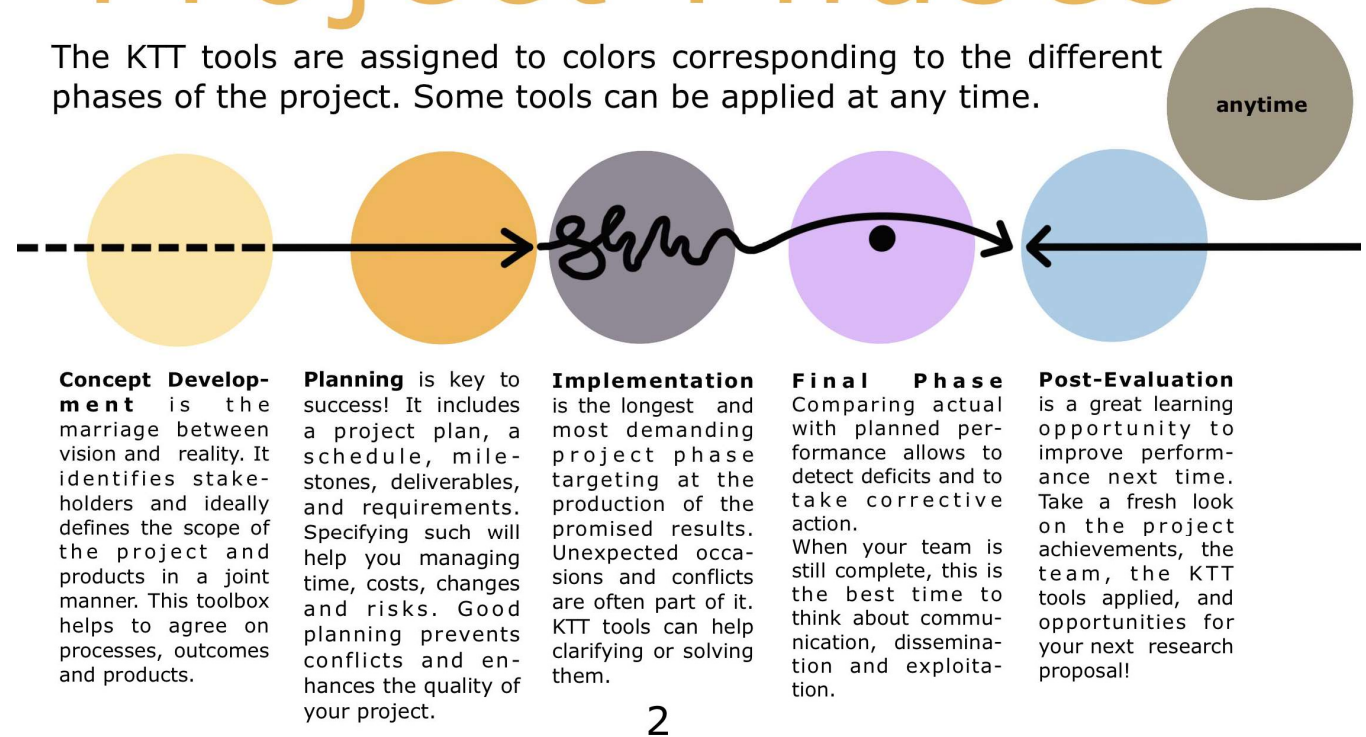 Project Phases
The KTT tools are assigned to colors corresponding to the different
phases of the project. Some tools can be applied at any time.
anytime
Concept Develop-
ment is the
marriage between
vision and reality. It
identifies stake-
holders and ideally
defines the scope of
the project and
products in a joint
manner. This toolbox
helps to agree on
processes, outcomes
and products.
Planning is key to
success! It includes
a project plan, a
schedule, mile-
stones, deliverables,
and requirements.
Specifying such will
help you managing
time, costs, changes
and risks. Good
planning prevents
conflicts and en-
hances the quality of
your project.
Implementation
is the longest and
most demanding
project phase
targeting at the
production of the
promised results.
Unexpected occa-
sions and conflicts
are often part of it.
KTT tools can help
clarifying or solving
them.
Final Phase
Comparing actual
with planned per-
formance allows to
detect deficits and to
take corrective
action.
When your team is
still complete, this is
the best time to
think about commu-
nication, dissemina-
tion and exploita-
tion.
Post-Evaluation
is a great learning
opportunity to
improve perform-
ance next time.
Take a fresh look
on the project
achievements, the
team, the KTT
tools applied, and
opportunities for
your next research
proposal!
2